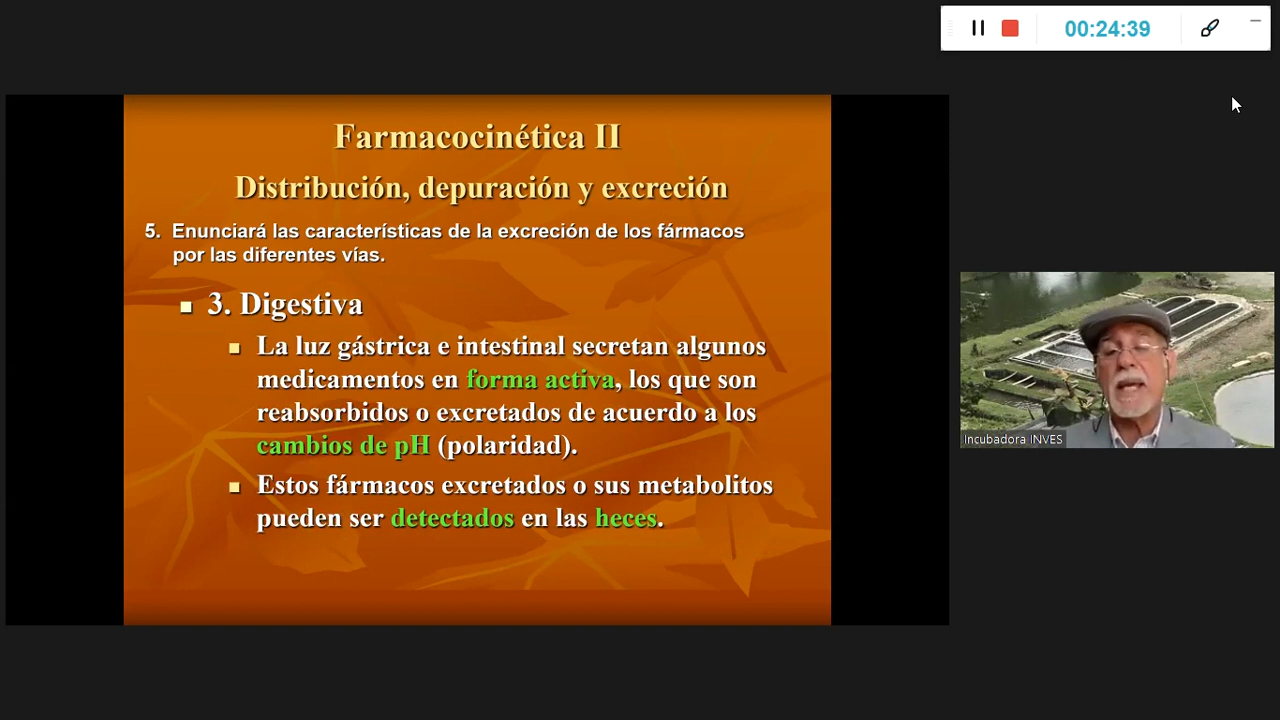 00:24:39
Farmacocinética II
Distribución, depuración y excreción
5. Enunciará las características de la excreción de los fármacos
por las diferentes vías.
3. Digestiva
La luz gástrica e intestinal secretan algunos
medicamentos en forma activa, los que son
reabsorbidos o excretados de acuerdo a los
cambios de pH (polaridad).
Estos fármacos excretados o sus metabolitos
pueden ser detectados en las heces.
Incubadora INVES